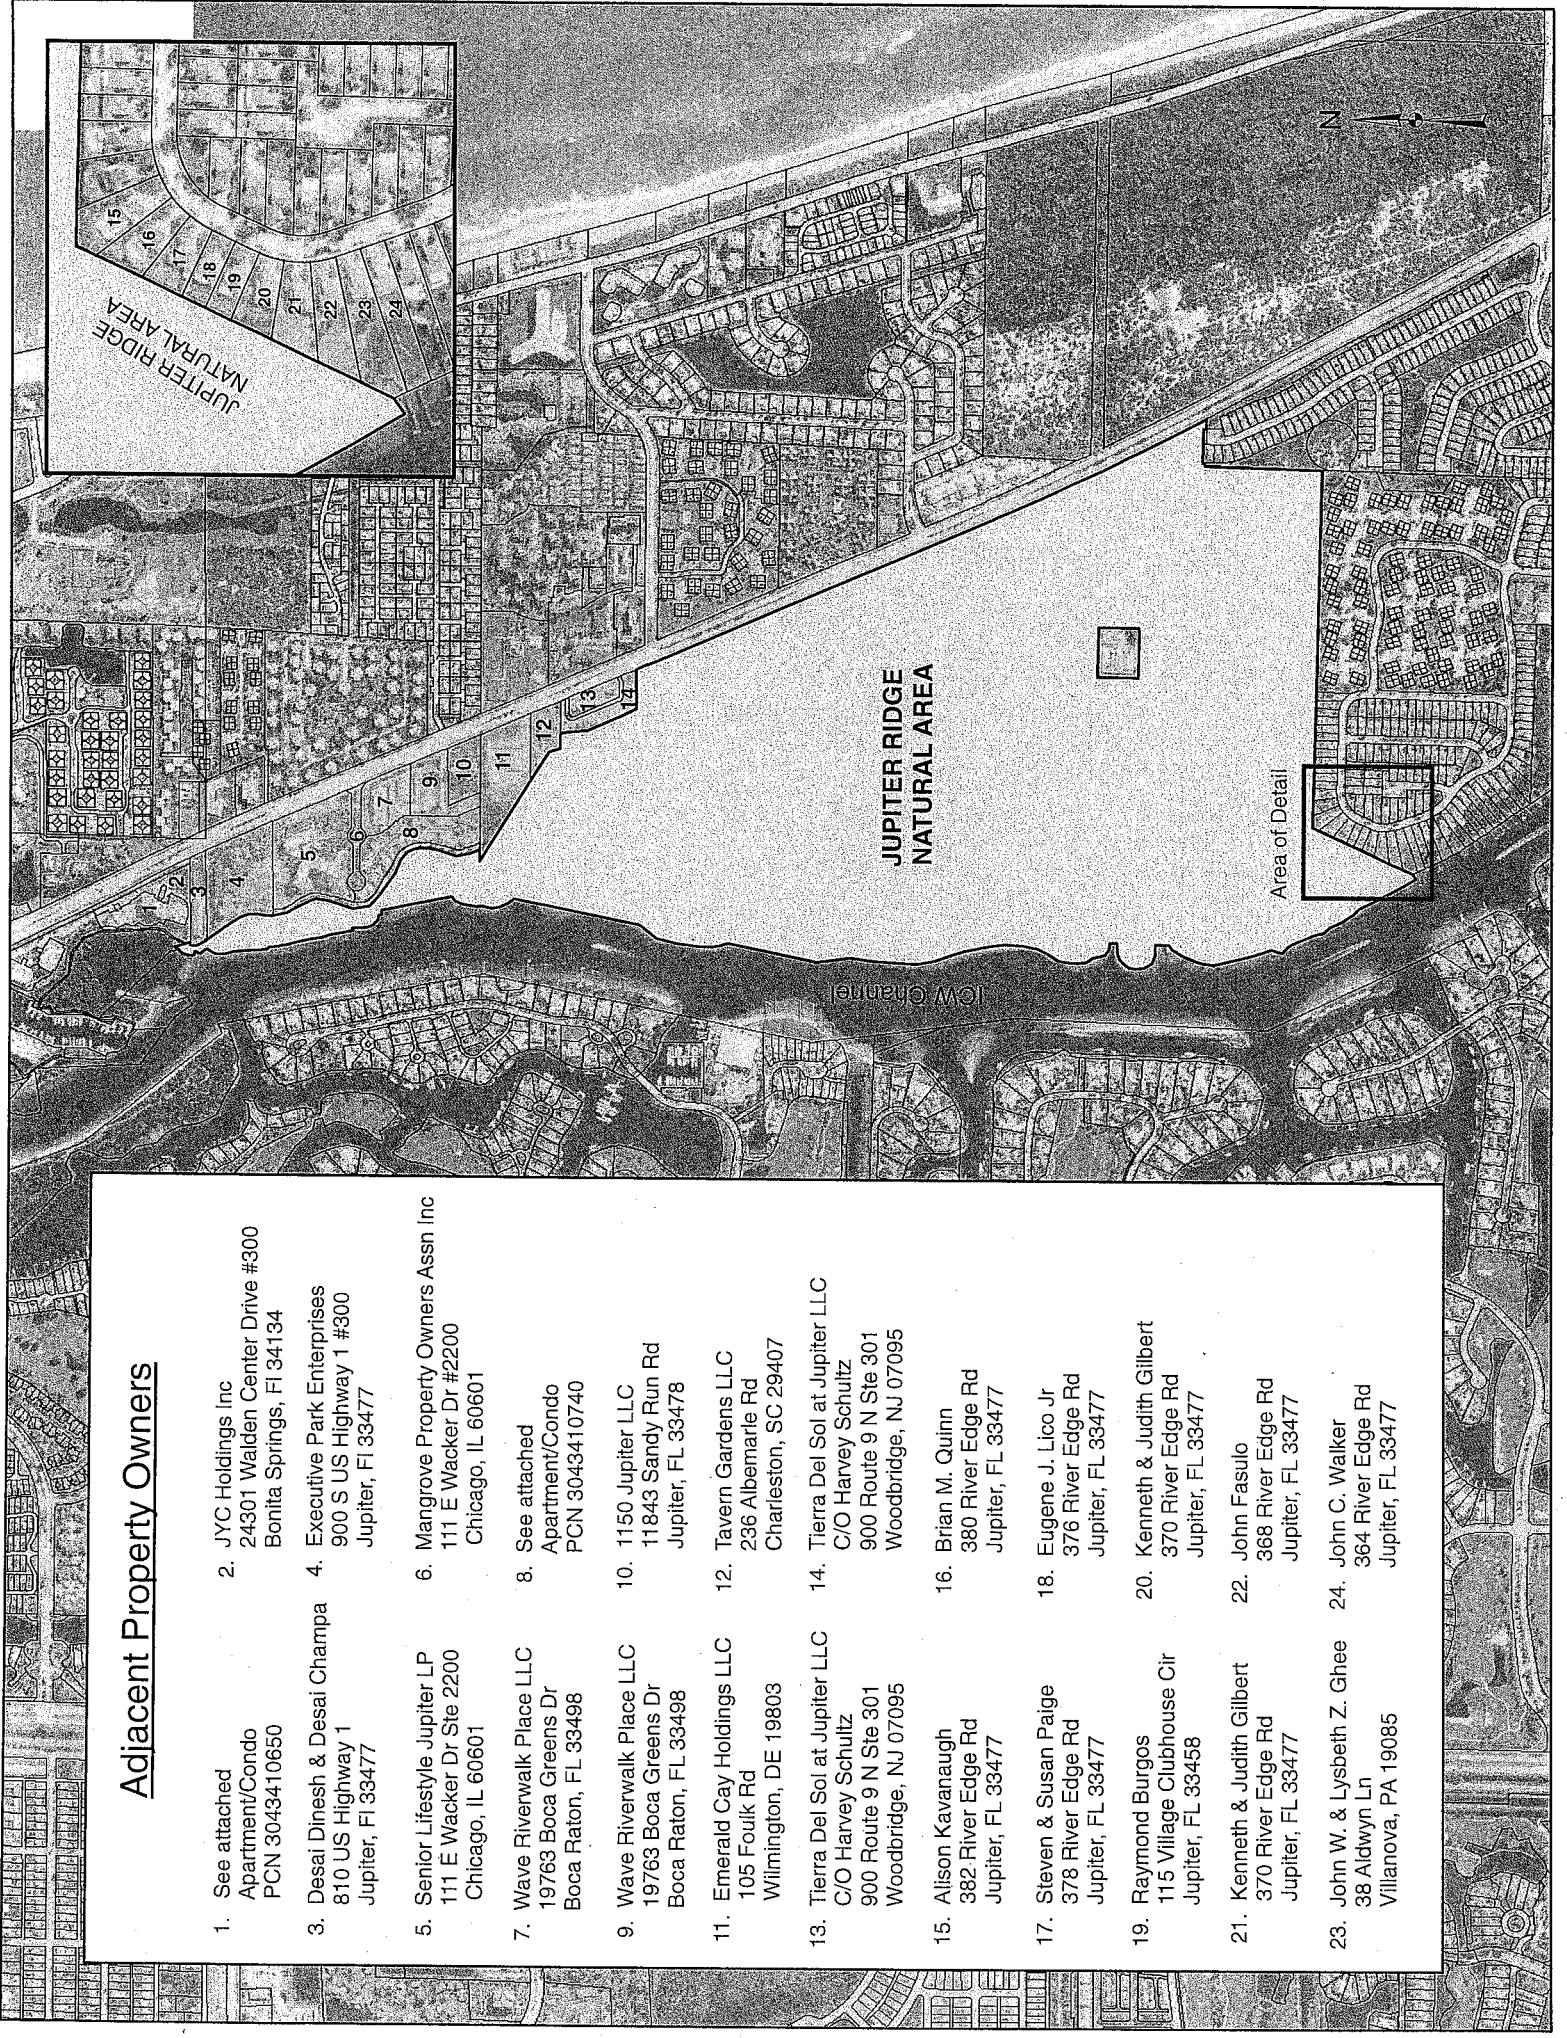 Adjacent Property Owners
1. See attached
Apartment/Condo
PCN 30434410650
2. JYC Holdings Inc
24301 Walden Center Drive #300
Bonita Springs, Fl 34134
3. Desai Dinesh & Desai Champa
810 US Highway 1
Jupiter, Fl 33477
4. Executive Park Enterprises
900 S US Highway 1 #300
Jupiter, Fl 33477
5. Senior Lifestyle Jupiter LP
111 E Wacker Dr Ste 2200
Chicago, IL 60601
6. Mangrove Property Owners Assn Inc
111 E Wacker Dr #2200
Chicago, IL 60601
7. Wave Riverwalk Place LLC
19763 Boca Greens Dr
Boca Raton, FL 33498
8. See attached
Apartment/Condo
PCN 30434410740
9. Wave Riverwalk Place LLC
19763 Boca Greens Dr
Boca Raton, FL 33498
10. 1150 Jupiter LLC
11843 Sandy Run Rd
Jupiter, FL 33478
11. Emerald Cay Holdings LLC
105 Foulk Rd
Wilmington, DE 19803
12. Tavern Gardens LLC
236 Albemarle Rd
Charleston, SC 29407
13. Tierra Del Sol at Jupiter LLC
C/O Harvey Schultz
900 Route 9 N Ste 301
Woodbridge, NJ 07095
14. Tierra Del Sol at Jupiter LLC
C/O Harvey Schultz
900 Route 9 N Ste 301
Woodbridge, NJ 07095
15. Alison Kavanaugh
382 River Edge Rd
Jupiter, FL 33477
16. Brian M. Quinn
380 River Edge Rd
Jupiter, FL 33477
17. Steven & Susan Paige
378 River Edge Rd
Jupiter, FL 33477
18. Eugene J. Lico Jr
376 River Edge Rd
Jupiter, FL 33477
19. Raymond Burgos
115 Village Clubhouse Cir
Jupiter, FL 33458
20. Kenneth & Judith Gilbert
370 River Edge Rd
Jupiter, FL 33477
21. Kenneth & Judith Gilbert
370 River Edge Rd
Jupiter, FL 33477
22. John Fasulo
368 River Edge Rd
Jupiter, FL 33477
23. John W. & Lysbeth Z. Ghee
38 Aldwyn Ln
Villanova, PA 19085
24. John C. Walker
364 River Edge Rd
Jupiter, FL 33477
1
2
3
4
5
6
7
8
9
10
11
12
13
14
ICW Channel
JUPITER RIDGE
NATURAL AREA
Area of Detail
JUPITER RIDGE
NATURAL AREA
15
16
17
18
19
20
21
22
23
24
N